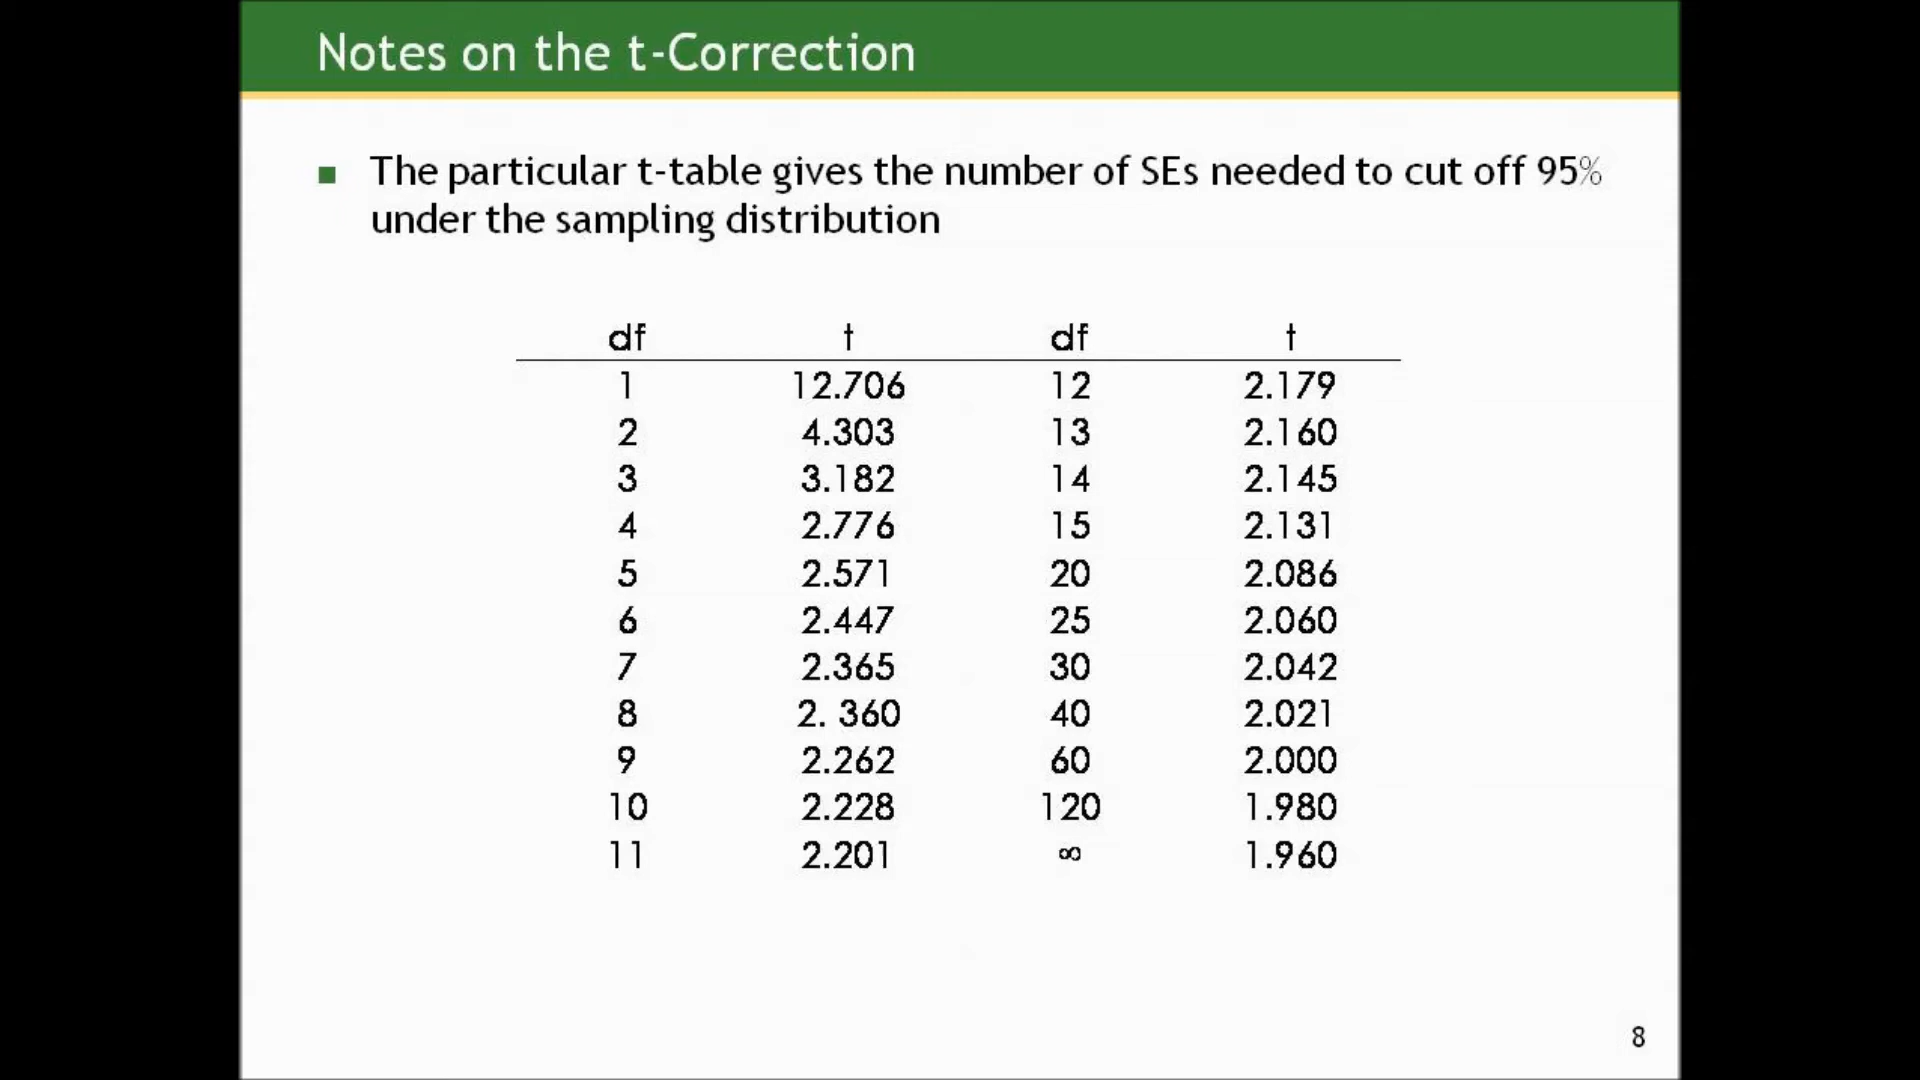 Notes on the t-Correction
The particular t-table gives the number of SEs needed to cut off 95%
under the sampling distribution
df t df t
1 12.706 12 2.179
2 4.303 13 2.160
3 3.182 14 2.145
4 2.776 15 2.131
5 2.571 20 2.086
6 2.447 25 2.060
7 2.365 30 2.042
8 2. 360 40 2.021
9 2.262 60 2.000
10 2.228 120 1.980
11 2.201 ∞ 1.960
8